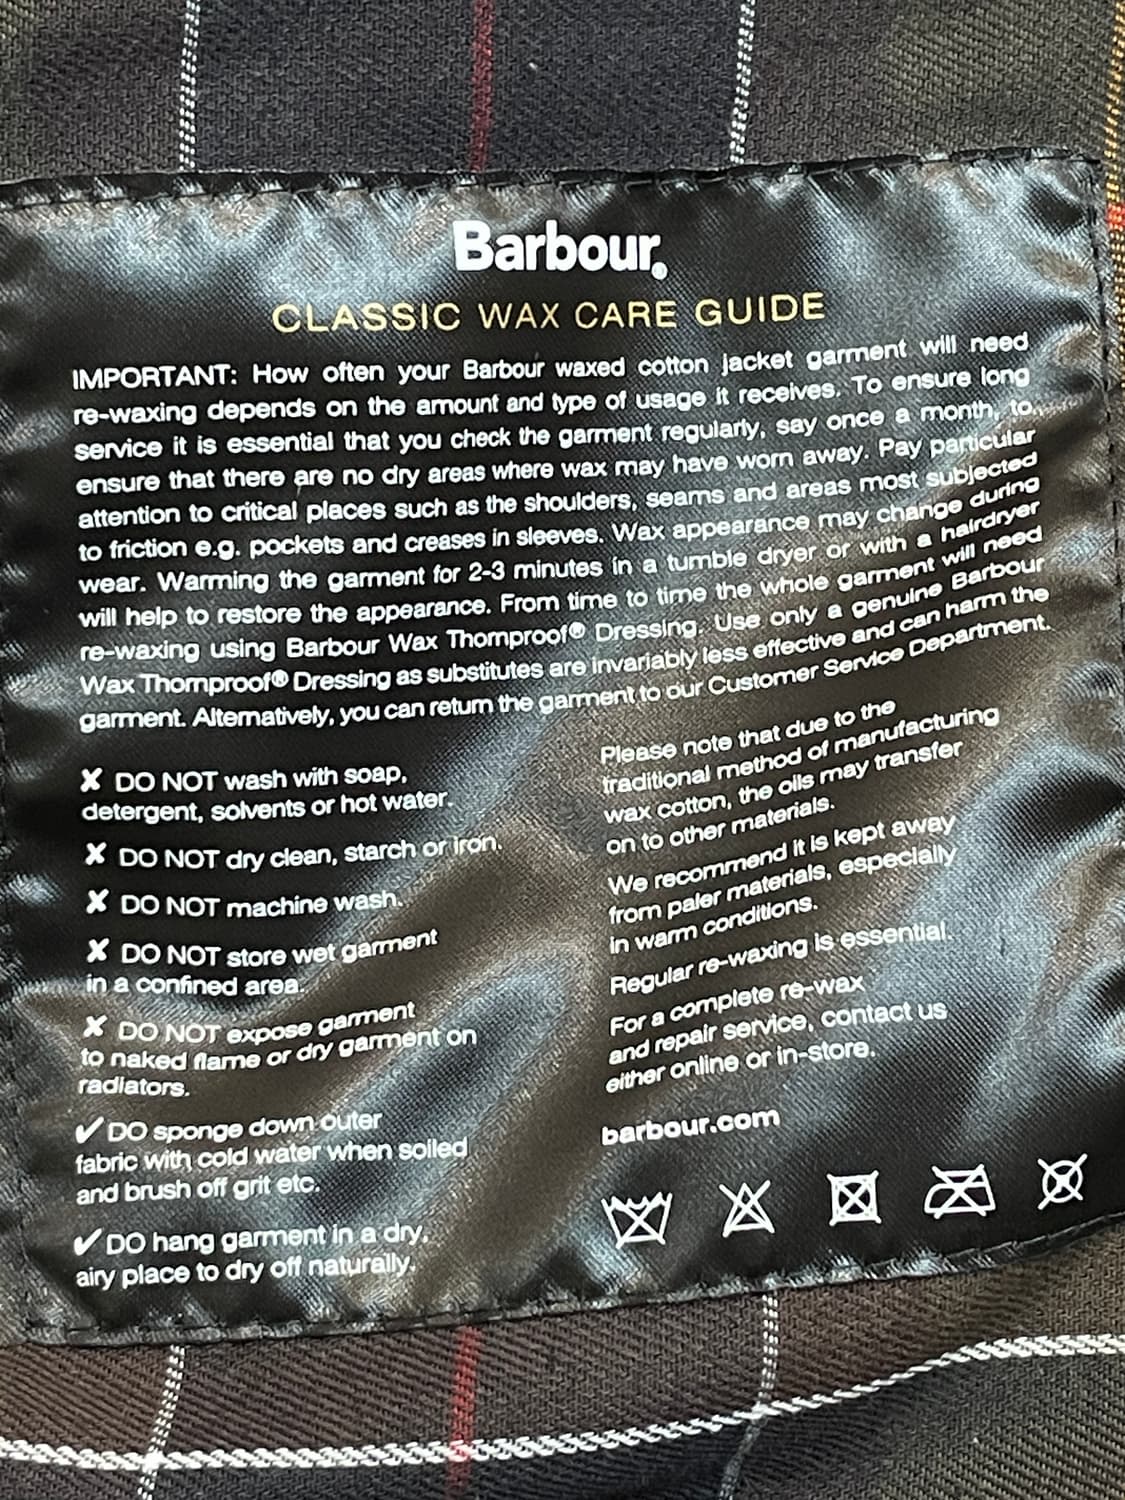 Barbour®
CLASSIC WAX CARE GUIDE
IMPORTANT: How often your Barbour waxed cotton jacket garment will need
re-waxing depends on the amount and type of usage it receives. To ensure long
service it is essential that you check the garment regularly, say once a month, to
ensure that there are no dry areas where wax may have worn away. Pay particular
attention to critical places such as the shoulders, seams and areas most subjected
to friction e.g. pockets and creases in sleeves. Wax appearance may change during
wear. Warming the garment for 2-3 minutes in a tumble dryer or with a hairdryer
will help to restore the appearance. From time to time the whole garment will need
re-waxing using Barbour Wax Thornproof® Dressing. Use only a genuine Barbour
Wax Thornproof® Dressing as substitutes are invariably less effective and can harm the
garment. Alternatively, you can return the garment to our Customer Service Department.
✘ DO NOT wash with soap,
detergent, solvents or hot water.
✘ DO NOT dry clean, starch or iron.
✘ DO NOT machine wash.
✘ DO NOT store wet garment
in a confined area.
✘ DO NOT expose garment
to naked flame or dry garment on
radiators.
✔ DO sponge down outer
fabric with cold water when soiled
and brush off grit etc.
✔ DO hang garment in a dry,
airy place to dry off naturally.
Please note that due to the
traditional method of manufacturing
wax cotton, the oils may transfer
on to other materials.
We recommend it is kept away
from paler materials, especially
in warm conditions.
Regular re-waxing is essential.
For a complete re-wax
and repair service, contact us
either online or in-store.
barbour.com